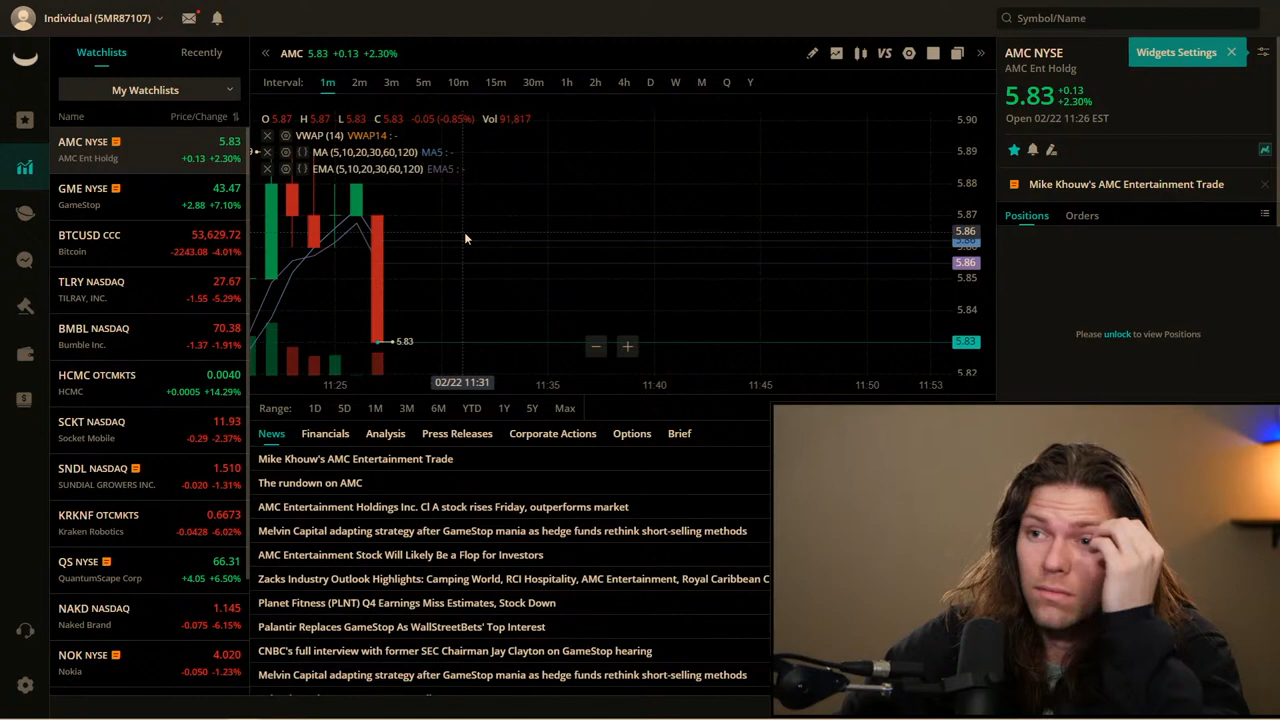 Individual (5MR87107)
Symbol/Name
Watchlists
Recently
My Watchlists
Name
Price/Change
AMC NYSE
5.83
AMC Ent Holdg
+0.13 +2.30%
GME NYSE
43.47
GameStop
+2.88 +7.10%
BTCUSD CCC
53,629.72
Bitcoin
-2243.08 -4.01%
TLRY NASDAQ
27.67
TILRAY, INC.
-1.55 -5.29%
BMBL NASDAQ
70.38
Bumble Inc.
-1.37 -1.91%
HCMC OTCMKTS
0.0040
HCMC
+0.0005 +14.29%
SCKT NASDAQ
11.93
Socket Mobile
-0.29 -2.37%
SNDL NASDAQ
1.510
SUNDIAL GROWERS INC.
-0.020 -1.31%
KRKNF OTCMKTS
0.6673
Kraken Robotics
-0.0428 -6.02%
QS NYSE
66.31
QuantumScape Corp
+4.05 +6.50%
NAKD NASDAQ
1.145
Naked Brand
-0.075 -6.15%
NOK NYSE
4.020
Nokia
-0.050 -1.23%
AMC 5.83 +0.13 +2.30%
VS
Interval: 1m 2m 3m 5m 10m 15m 30m 1h 2h 4h D W M Q Y
O 5.87 H 5.87 L 5.83 C 5.83 -0.05 (-0.85%) Vol 91,817
VWAP (14) VWAP14 : -
MA (5,10,20,30,60,120) MA5 : -
EMA (5,10,20,30,60,120) EMA5 : -
5.90
5.89
5.88
5.87
5.86
5.86
5.85
5.84
5.83
5.82
5.83
11:25
02/22 11:31
11:35
11:40
11:45
11:50
11:53
Range: 1D 5D 1M 3M 6M YTD 1Y 5Y Max
News Financials Analysis Press Releases Corporate Actions Options Brief
Mike Khouw's AMC Entertainment Trade
The rundown on AMC
AMC Entertainment Holdings Inc. Cl A stock rises Friday, outperforms market
Melvin Capital adapting strategy after GameStop mania as hedge funds rethink short-selling methods
AMC Entertainment Stock Will Likely Be a Flop for Investors
Zacks Industry Outlook Highlights: Camping World, RCI Hospitality, AMC Entertainment, Royal Caribbean C
Planet Fitness (PLNT) Q4 Earnings Miss Estimates, Stock Down
Palantir Replaces GameStop As WallStreetBets' Top Interest
CNBC's full interview with former SEC Chairman Jay Clayton on GameStop hearing
Melvin Capital adapting strategy after GameStop mania as hedge funds rethink short-selling methods
AMC NYSE
Widgets Settings
AMC Ent Holdg
5.83 +0.13
+2.30%
Open 02/22 11:26 EST
Mike Khouw's AMC Entertainment Trade
Positions Orders
Please unlock to view Positions